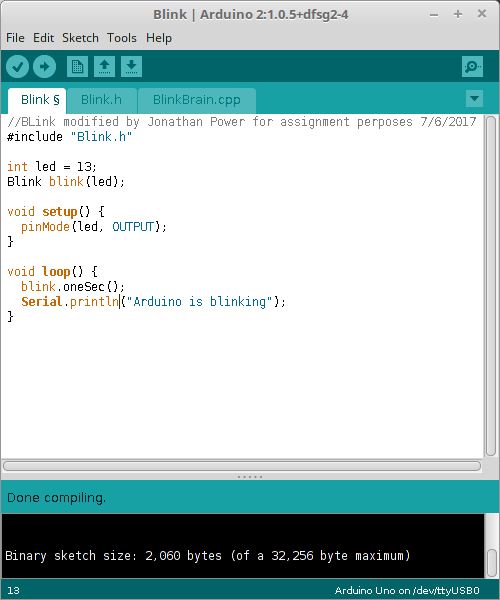 Blink | Arduino 2:1.0.5+dfsg2-4
File Edit Sketch Tools Help
Blink § Blink.h BlinkBrain.cpp
//BLink modified by Jonathan Power for assignment perposes 7/6/2017
#include "Blink.h"
int led = 13;
Blink blink(led);
void setup() {
pinMode(led, OUTPUT);
}
void loop() {
blink.oneSec();
Serial.println("Arduino is blinking");
}
Done compiling.
Binary sketch size: 2,060 bytes (of a 32,256 byte maximum)
13 Arduino Uno on /dev/ttyUSB0